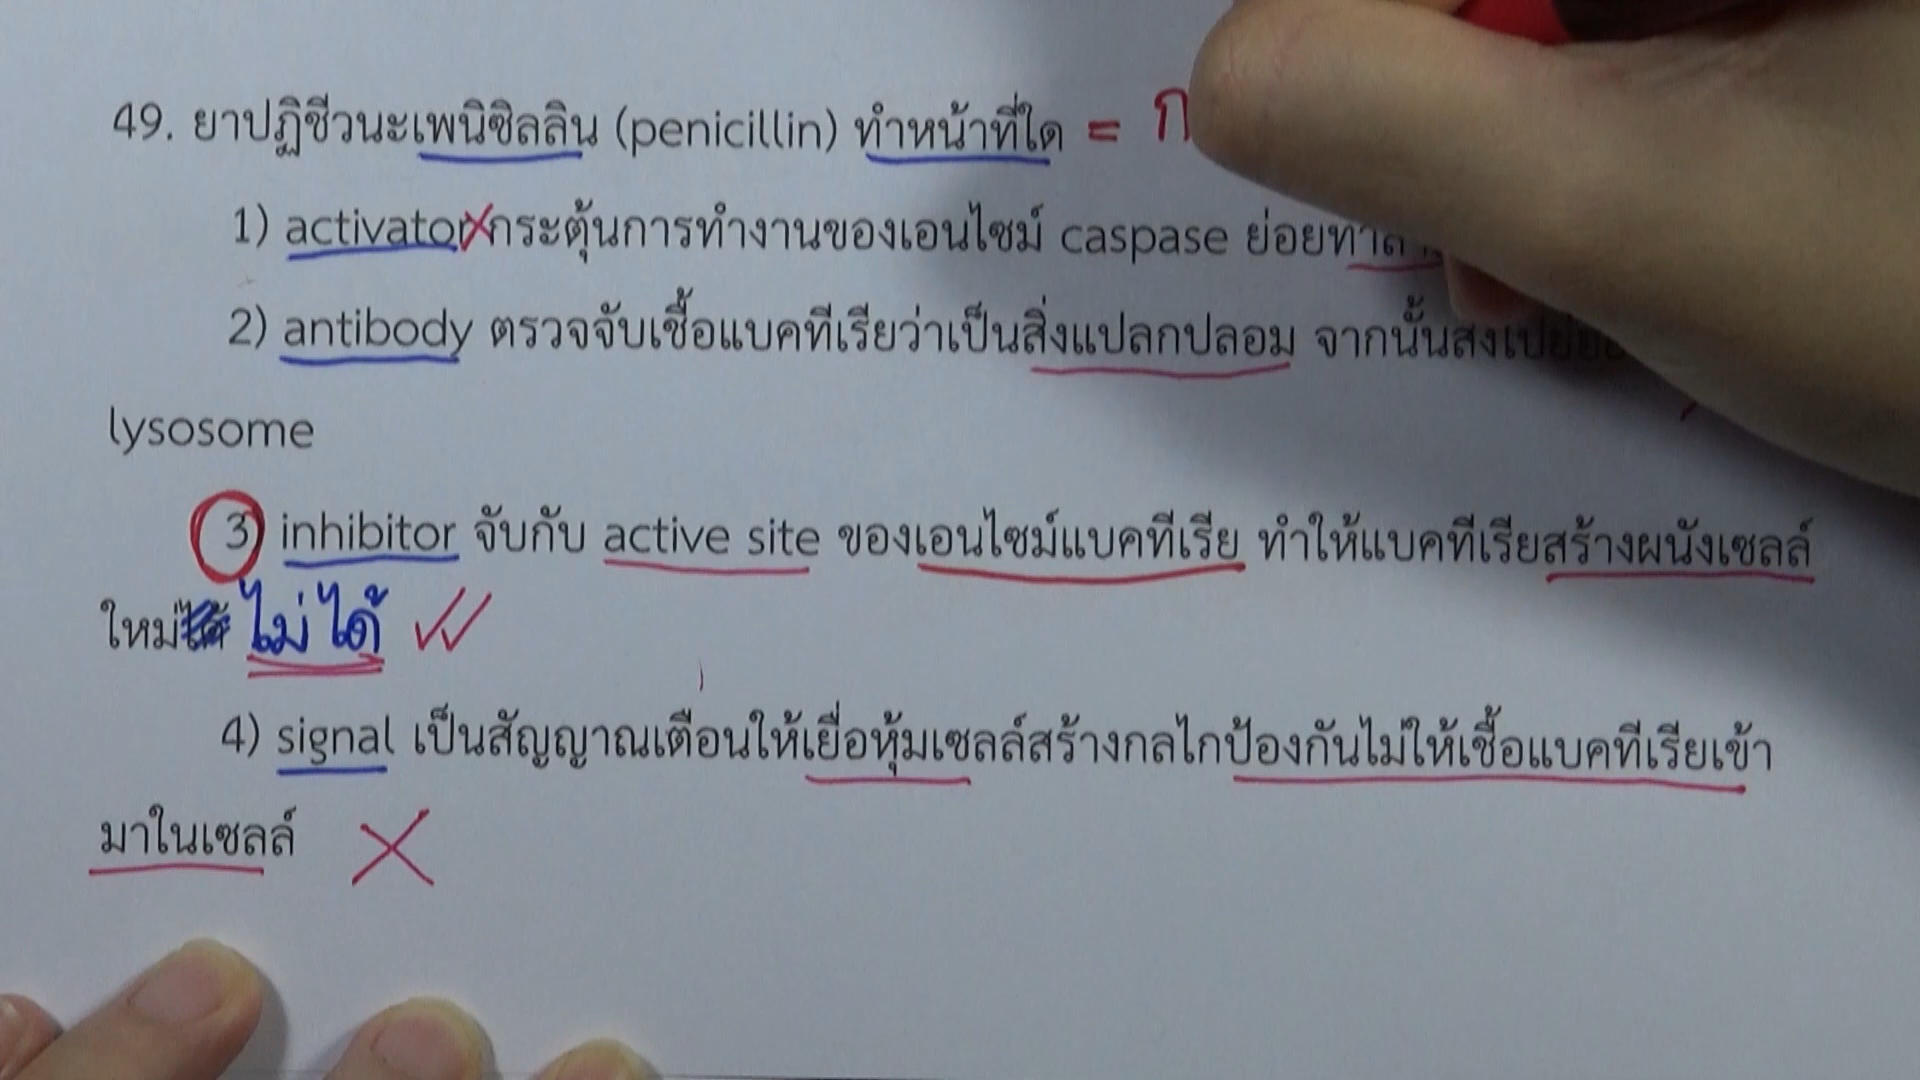 49. ยาปฏิชีวนะเพนิซิลลิน (penicillin) ทำหน้าที่ใด = ก
1) activator กระตุ้นการทำงานของเอนไซม์ caspase ย่อย
2) antibody ตรวจจับเชื้อแบคทีเรียว่าเป็นสิ่งแปลกปลอม จากนั้น
lysosome
3 inhibitor จับกับ active site ของเอนไซม์แบคทีเรีย ทำให้แบคทีเรียสร้างผนังเซลล์
ใหม่ ไม่ได้
4) signal เป็นสัญญาณเตือนให้เยื่อหุ้มเซลล์สร้างกลไกป้องกันไม่ให้เชื้อแบคทีเรียเข้า
มาในเซลล์